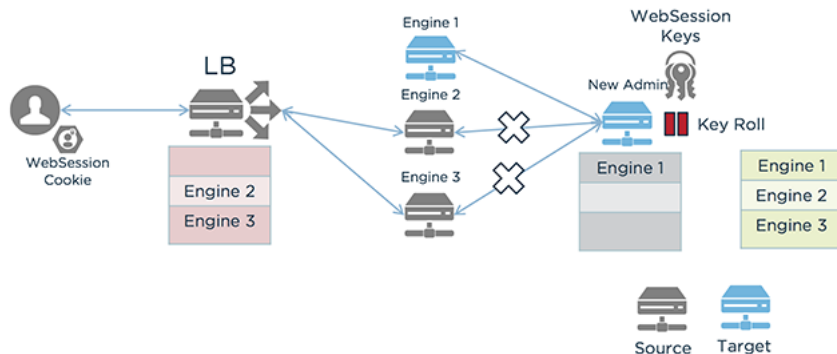 Engine 1
WebSession
Keys
LB
Engine 2
New Admin
Key Roll
WebSession
Cookie
Engine 2
Engine 3
Engine 3
Engine 1
Engine 1
Engine 2
Engine 3
Source
Target